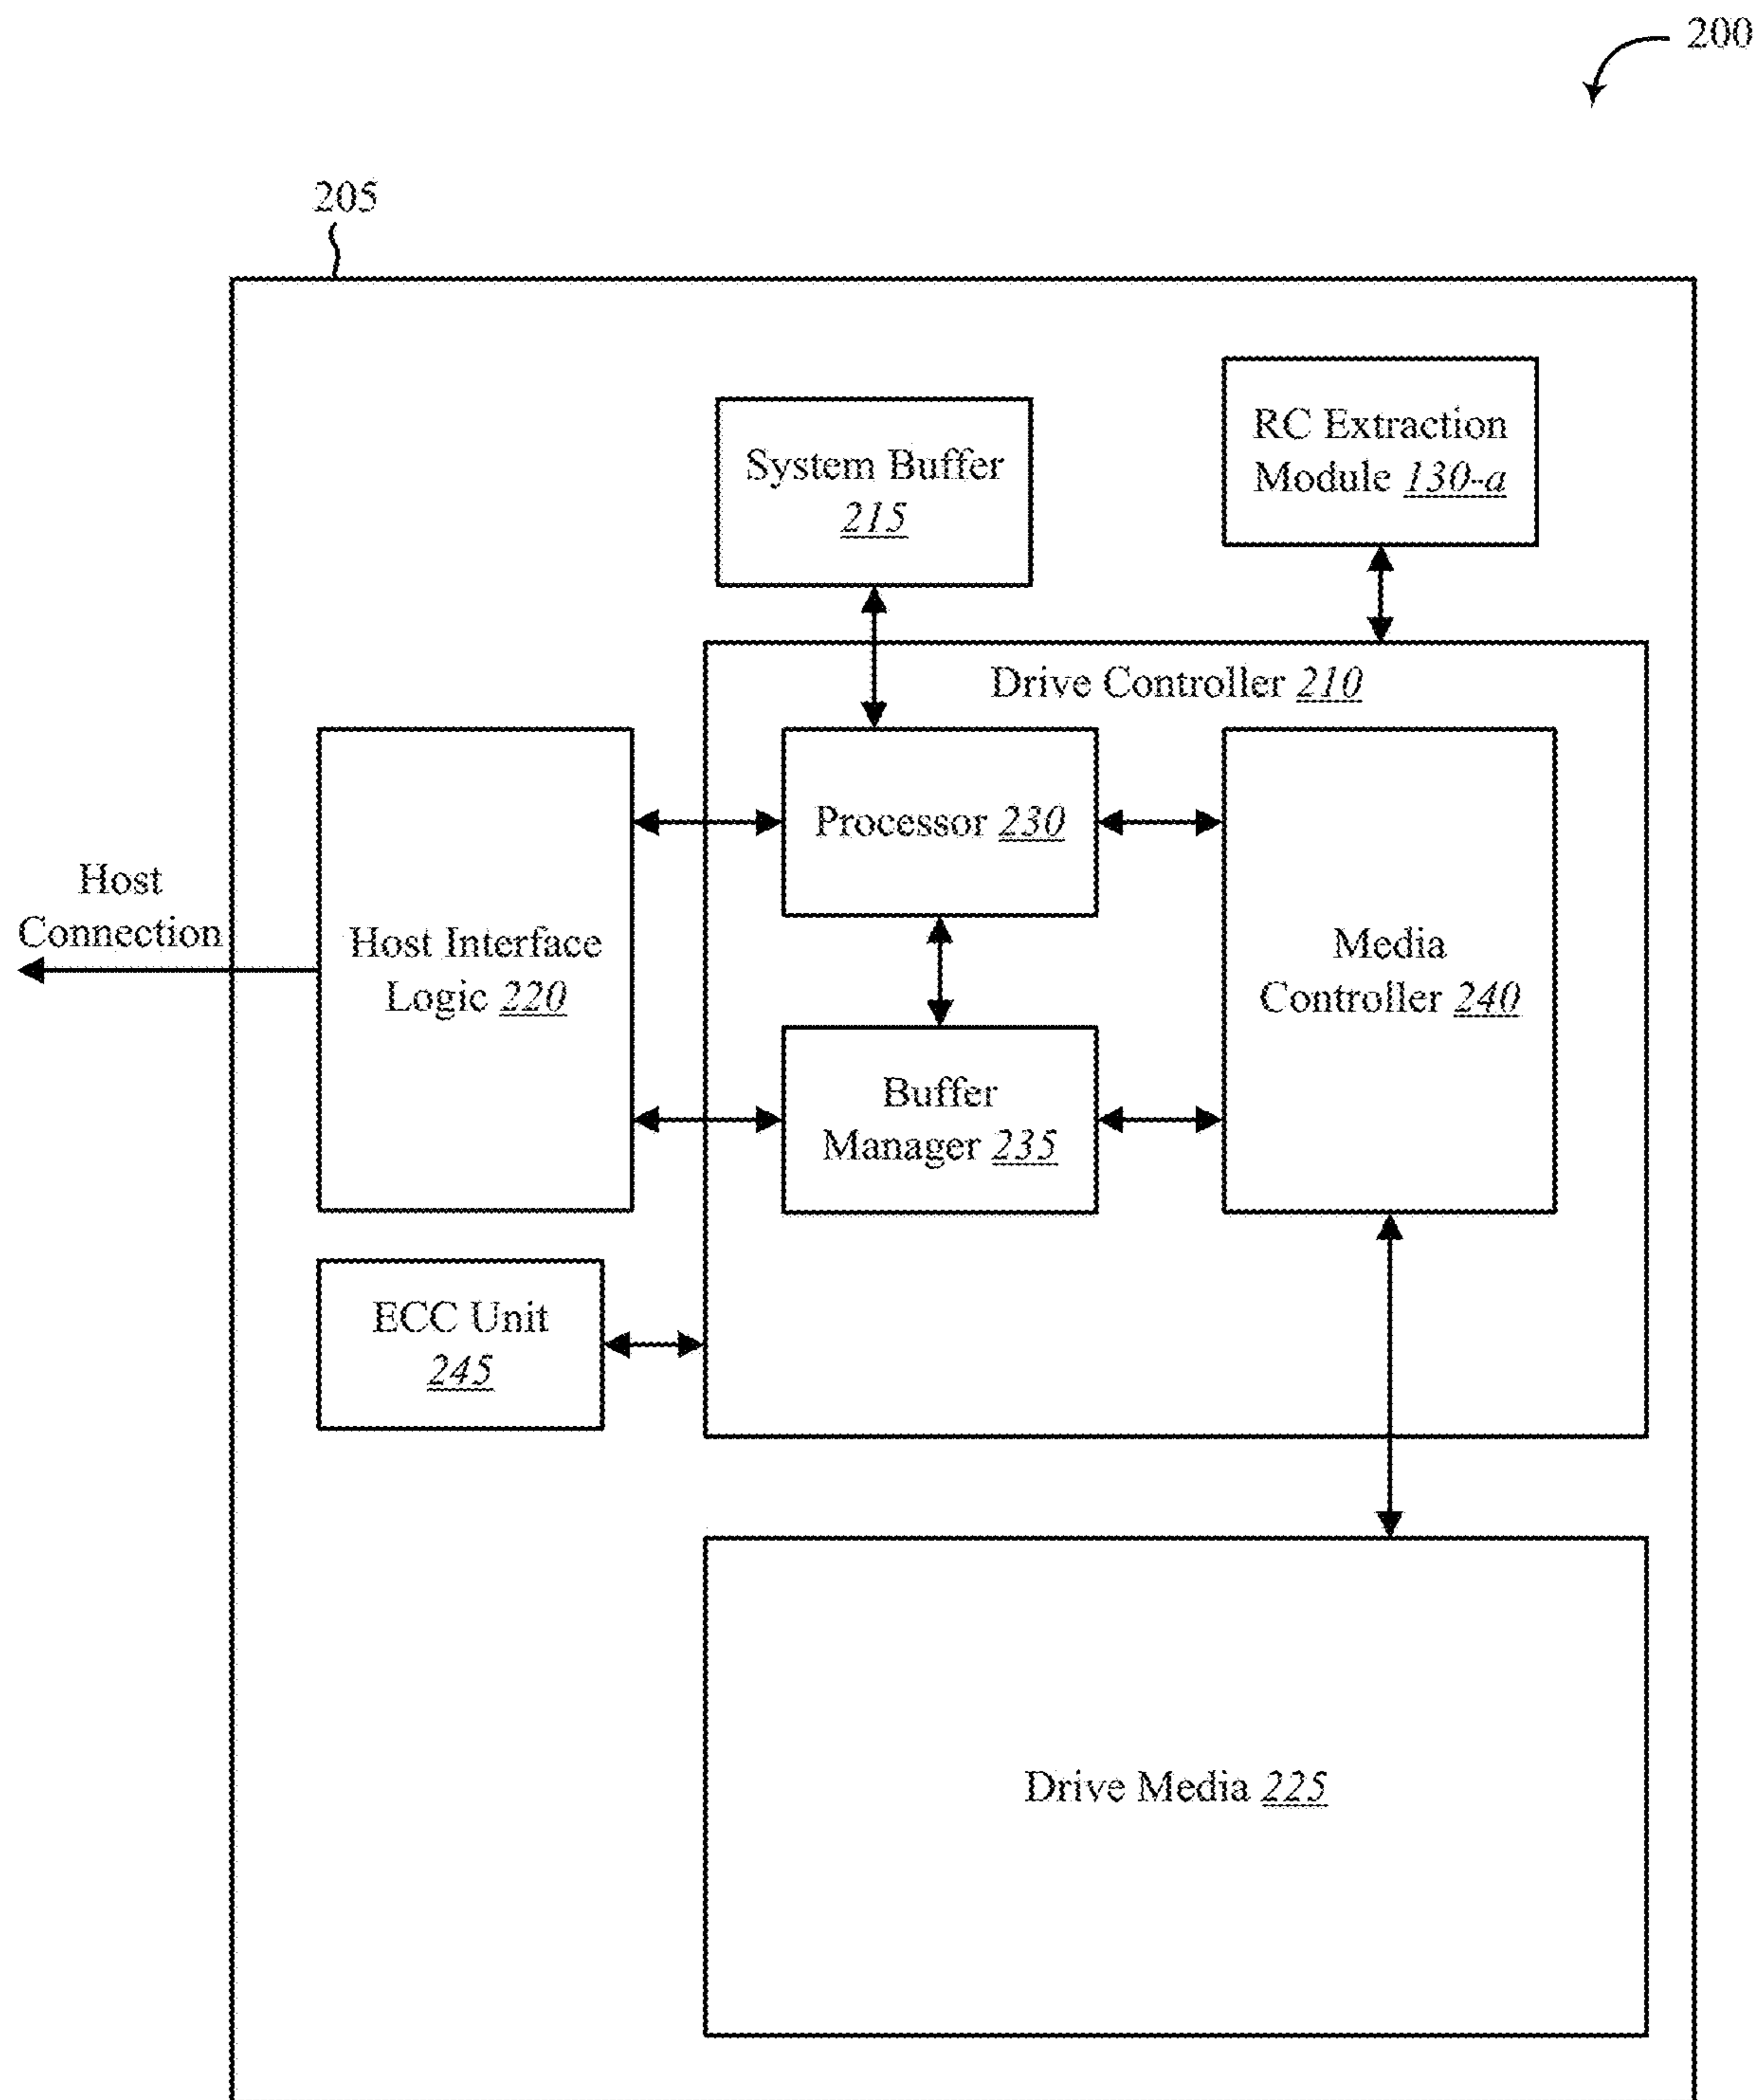 200
205
System Buffer
215
RC Extraction
Module 130-a
Drive Controller 210
Host
Connection
Host Interface
Logic 220
Processor 230
Buffer
Manager 235
Media
Controller 240
ECC Unit
245
Drive Media 225